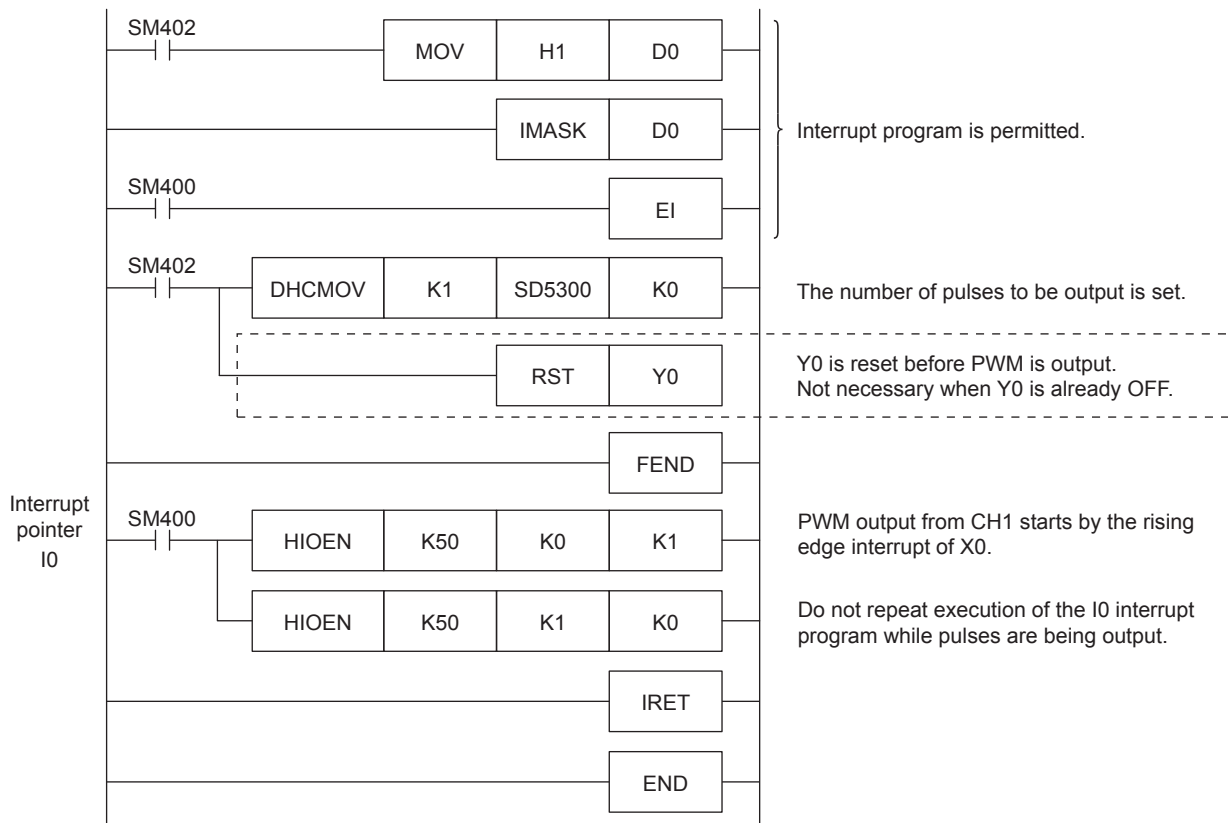 SM402
MOV H1 D0
IMASK D0
Interrupt program is permitted.
SM400
EI
SM402
DHCMOV K1 SD5300 K0
The number of pulses to be output is set.
RST Y0
Y0 is reset before PWM is output.
Not necessary when Y0 is already OFF.
FEND
Interrupt
pointer
I0
SM400
HIOEN K50 K0 K1
PWM output from CH1 starts by the rising
edge interrupt of X0.
HIOEN K50 K1 K0
Do not repeat execution of the I0 interrupt
program while pulses are being output.
IRET
END